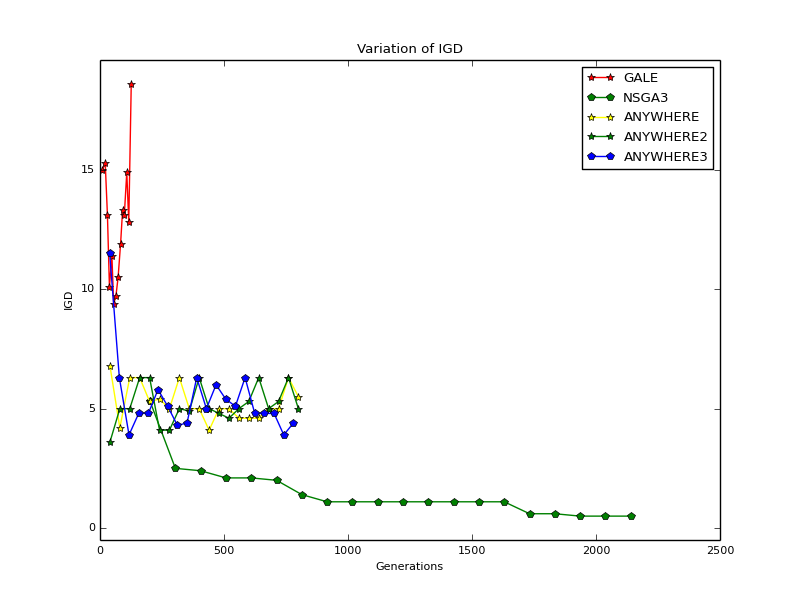 Variation of IGD
GALE
NSGA3
ANYWHERE
ANYWHERE2
ANYWHERE3
IGD
15
10
5
0
0 500 1000 1500 2000 2500
Generations